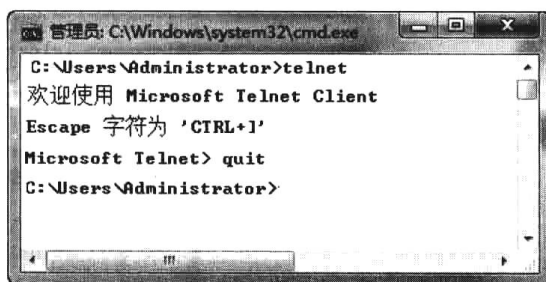 管理员: C:\Windows\system32\cmd.exe
C:\Users\Administrator>telnet
欢迎使用 Microsoft Telnet Client
Escape 字符为 'CTRL+]'
Microsoft Telnet> quit
C:\Users\Administrator>